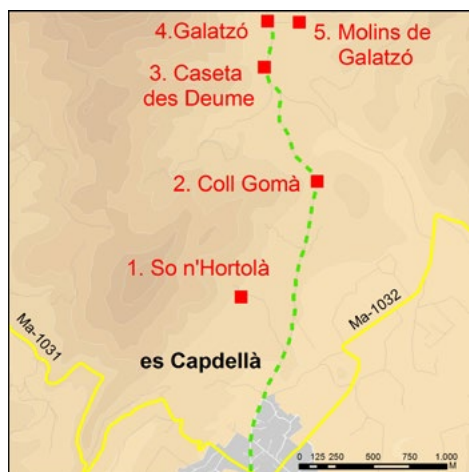 4.Galatzó
5. Molins de
Galatzó
3. Caseta
des Deume
2. Coll Gomà
1. So n'Hortolà
Ma-1032
Ma-1031
es Capdellà
0 125 250 500 750 1.000
M